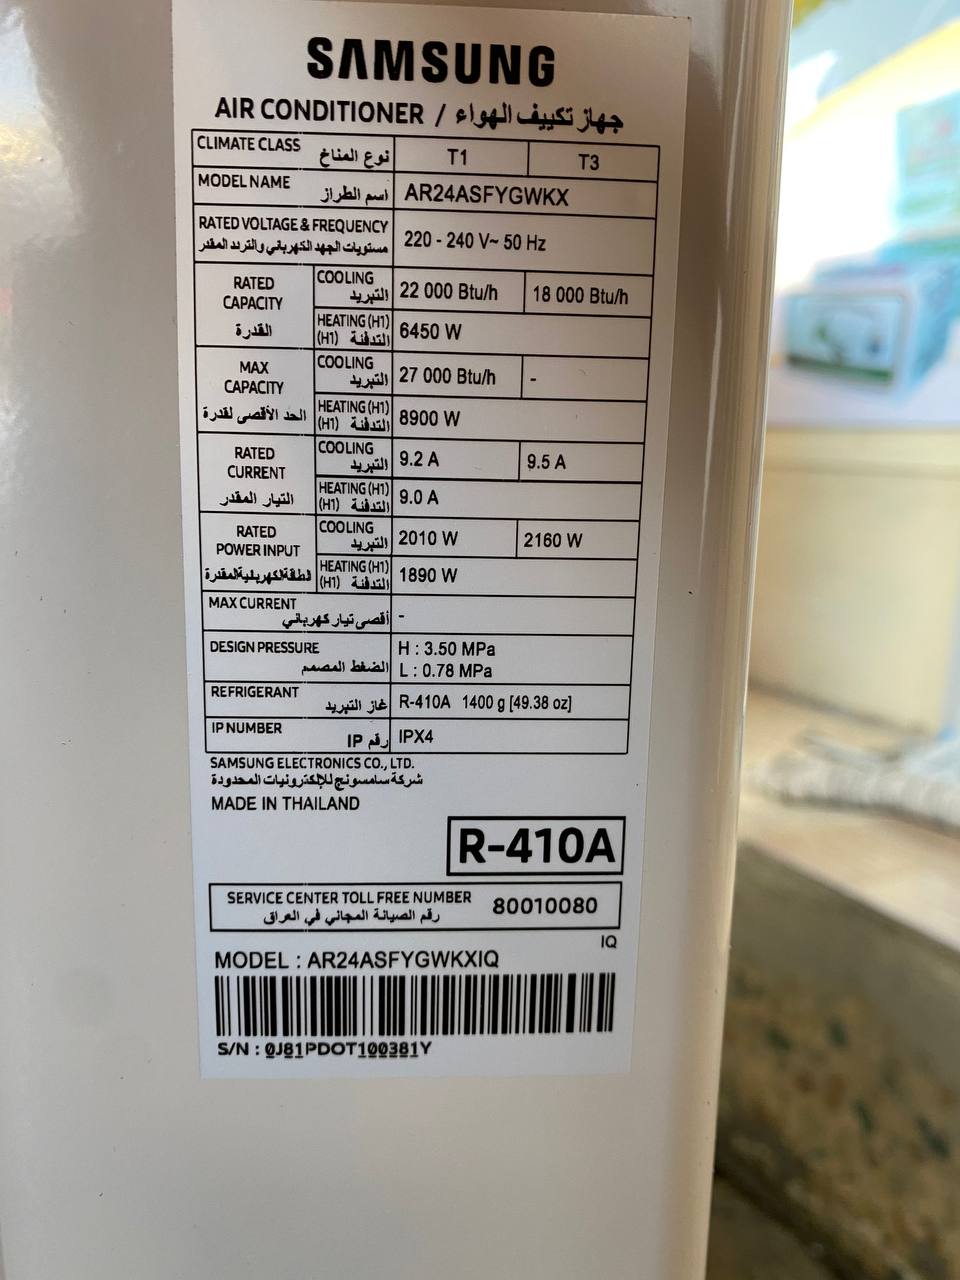 SAMSUNG
AIR CONDITIONER / جهاز تكييف الهواء
CLIMATE CLASS نوع المناخ T1 T3
MODEL NAME اسم الطراز AR24ASFYGWKX
RATED VOLTAGE & FREQUENCY 220 - 240 V~ 50 Hz
مستويات الجهد الكهربائي والتردد المقدر
RATED CAPACITY القدرة
COOLING التبريد 22 000 Btu/h 18 000 Btu/h
HEATING (H1) التدفئة (H1) 6450 W
MAX CAPACITY الحد الأقصى لقدرة
COOLING التبريد 27 000 Btu/h -
HEATING (H1) التدفئة (H1) 8900 W
RATED CURRENT التيار المقدر
COOLING التبريد 9.2 A 9.5 A
HEATING (H1) التدفئة (H1) 9.0 A
RATED POWER INPUT الطاقة الكهربائية المقدرة
COOLING التبريد 2010 W 2160 W
HEATING (H1) التدفئة (H1) 1890 W
MAX CURRENT أقصى تيار كهربائي -
DESIGN PRESSURE H : 3.50 MPa
الضغط المصمم L : 0.78 MPa
REFRIGERANT غاز التبريد R-410A 1400 g [49.38 oz]
IP NUMBER رقم IP IPX4
SAMSUNG ELECTRONICS CO., LTD.
شركة سامسونج للإلكترونيات المحدودة
MADE IN THAILAND
R-410A
SERVICE CENTER TOLL FREE NUMBER 80010080
رقم الصيانة المجاني في العراق
IQ
MODEL : AR24ASFYGWKXIQ
S/N : 0J81PDOT100381Y